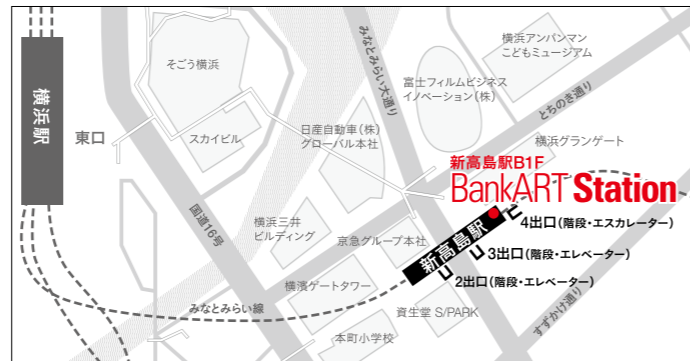 横浜駅
東口
そごう横浜
スカイビル
国道16号
日産自動車(株)
グローバル本社
みなとみらい大通り
富士フィルムビジネス
イノベーション(株)
横浜アンパンマン
こどもミュージアム
とちのき通り
横浜グランゲート
新高島駅B1F
BankART Station
横浜三井
ビルディング
京急グループ本社
新高島駅
4出口(階段・エスカレーター)
3出口(階段・エレベーター)
2出口(階段・エレベーター)
横濱ゲートタワー
みなとみらい線
資生堂 S/PARK
本町小学校
すずかけ通り